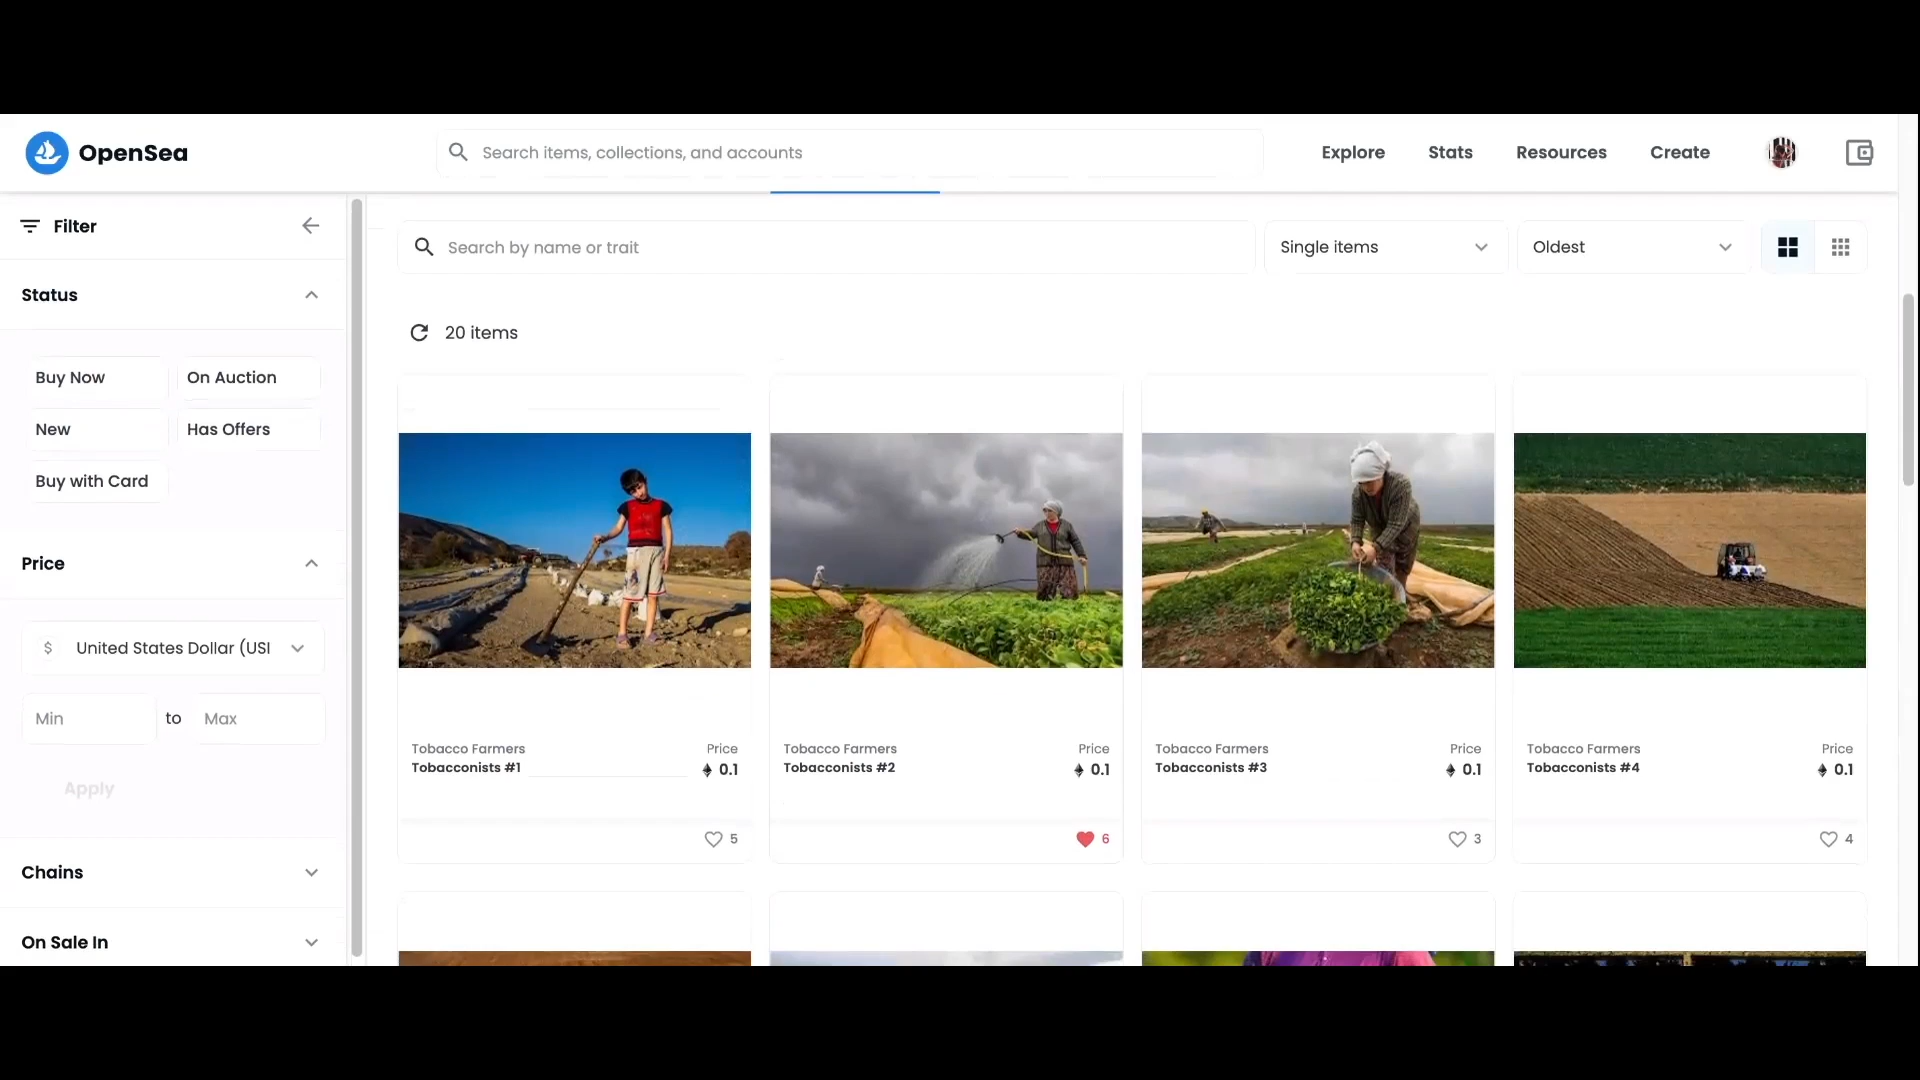 OpenSea
Search items, collections, and accounts
Explore
Stats
Resources
Create
Filter
Search by name or trait
Single items
Oldest
Status
20 items
Buy Now
On Auction
New
Has Offers
Buy with Card
Price
$ United States Dollar (USI
Min
to
Max
Apply
Chains
On Sale In
Tobacco Farmers
Price
Tobacconists #1
0.1
5
Tobacco Farmers
Price
Tobacconists #2
0.1
6
Tobacco Farmers
Price
Tobacconists #3
0.1
3
Tobacco Farmers
Price
Tobacconists #4
0.1
4